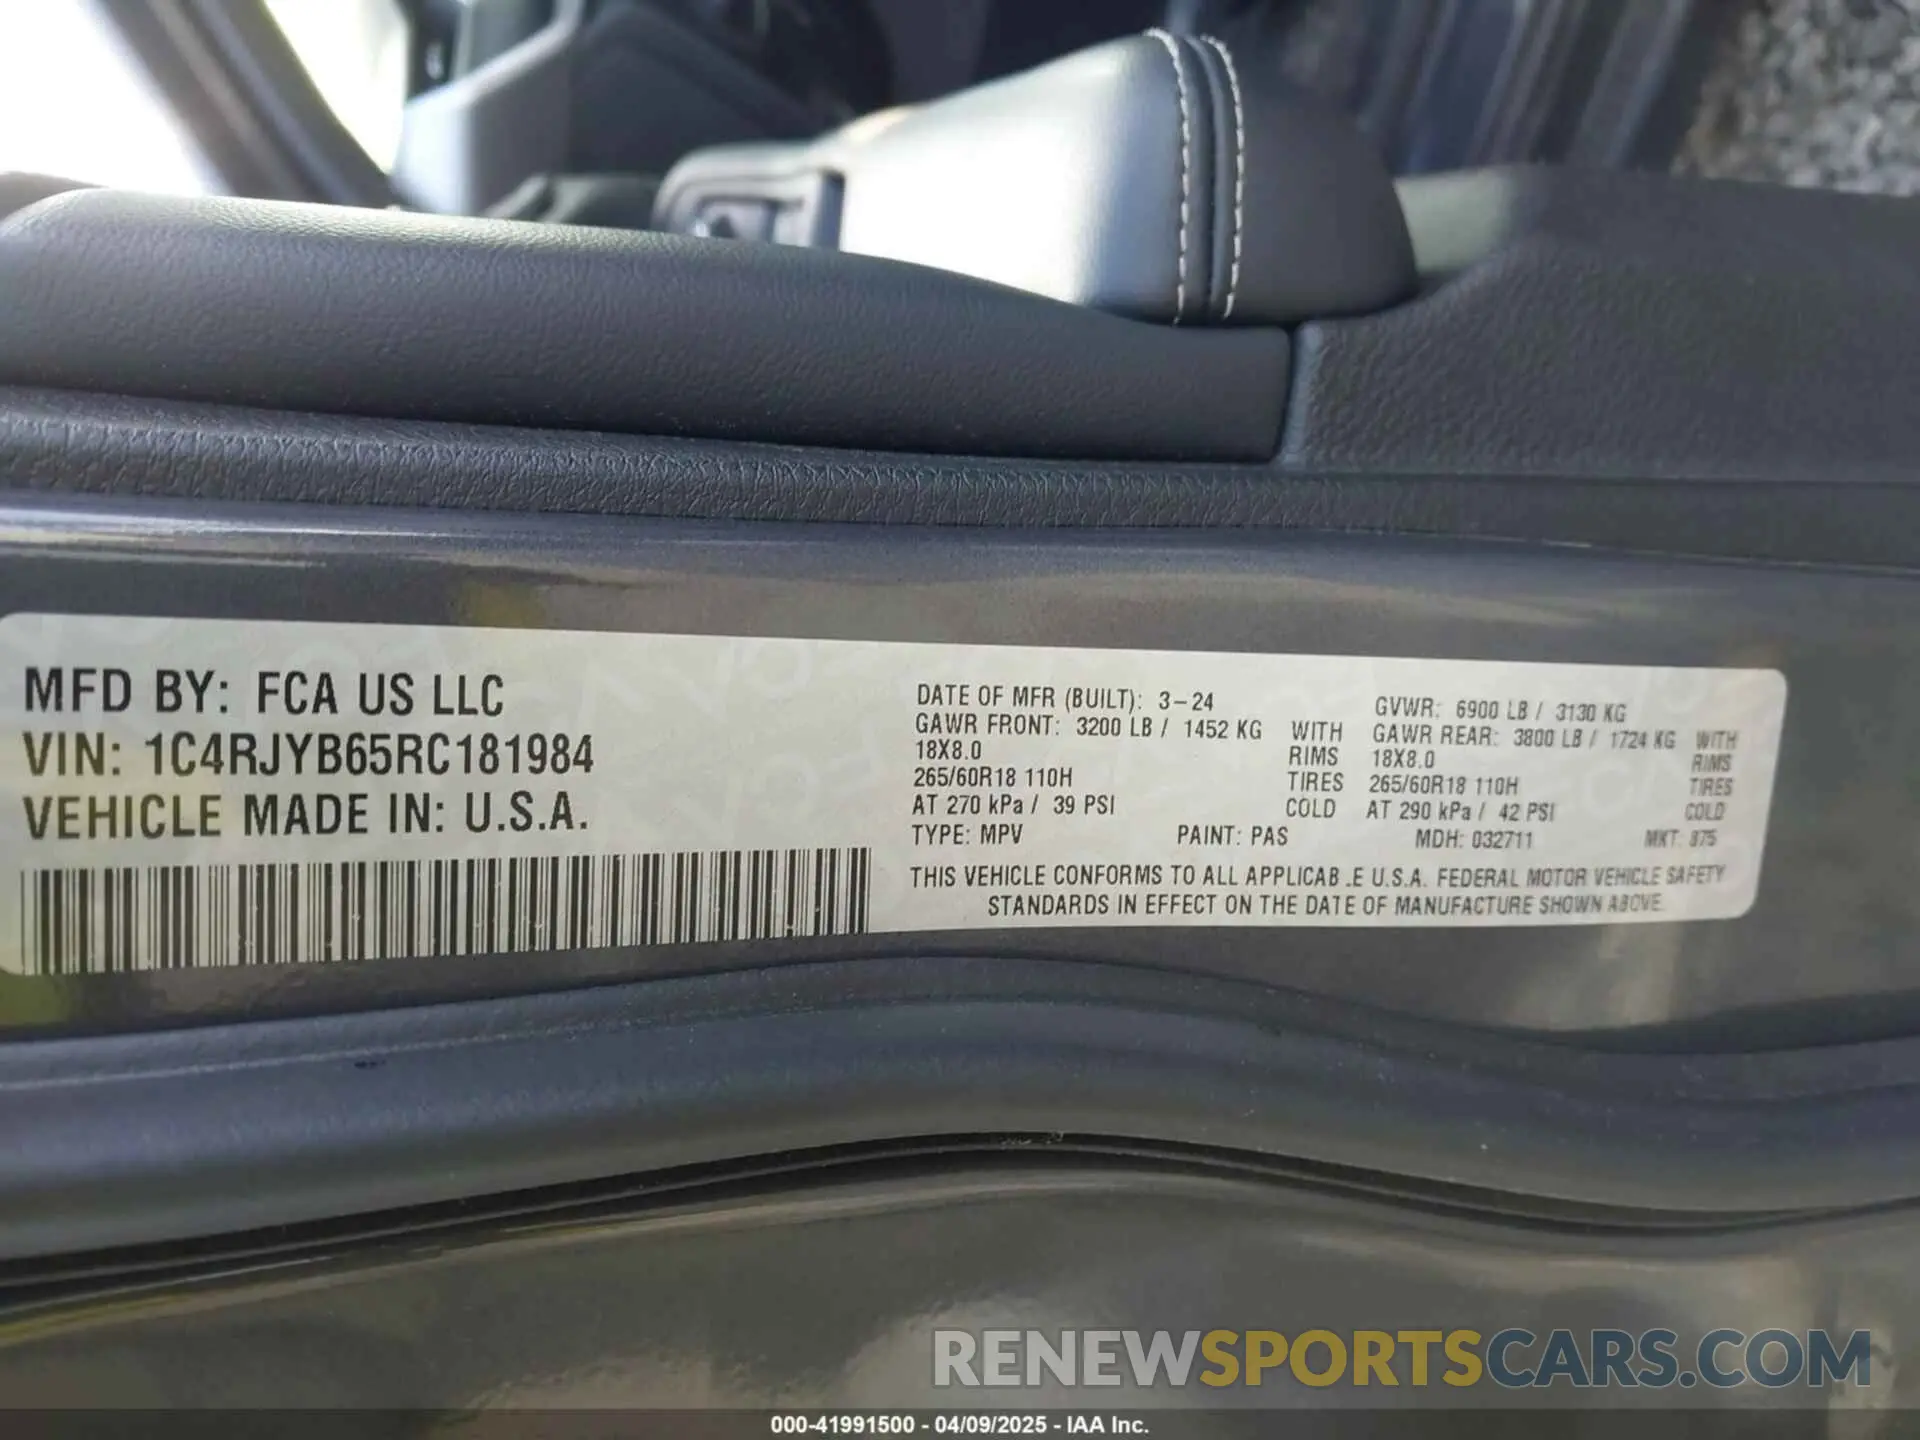 MFD BY: FCA US LLC
VIN: 1C4RJYB65RC181984
VEHICLE MADE IN: U.S.A.
DATE OF MFR (BUILT): 3-24 GVWR: 6900 LB / 3130 KG
GAWR FRONT: 3200 LB / 1452 KG WITH GAWR REAR: 3800 LB / 1724 KG WITH
18X8.0 RIMS 18X8.0 RIMS
265/60R18 110H TIRES 265/60R18 110H TIRES
AT 270 kPa / 39 PSI COLD AT 290 kPa / 42 PSI COLD
TYPE: MPV PAINT: PAS MDH: 032711 MKT: 875
THIS VEHICLE CONFORMS TO ALL APPLICAB.E U.S.A. FEDERAL MOTOR VEHICLE SAFETY
STANDARDS IN EFFECT ON THE DATE OF MANUFACTURE SHOWN ABOVE.
RENEWSPORTSCARS.COM
000-41991500 - 04/09/2025 - IAA Inc.